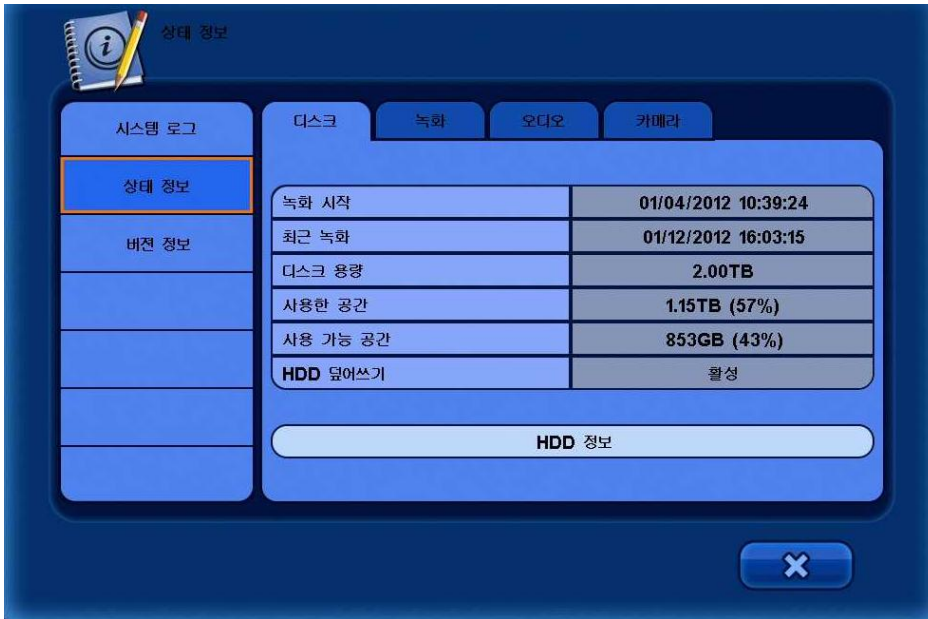 상태 정보
시스템 로그
상태 정보
버젼 정보
디스크 녹화 오디오 카메라
녹화 시작 01/04/2012 10:39:24
최근 녹화 01/12/2012 16:03:15
디스크 용량 2.00TB
사용한 공간 1.15TB (57%)
사용 가능 공간 853GB (43%)
HDD 덮어쓰기 활성
HDD 정보